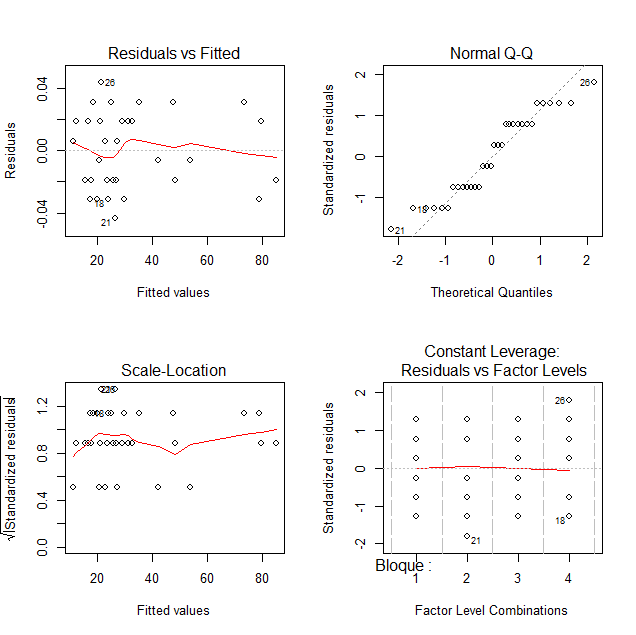 Residuals vs Fitted
Residuals
0.04
0.00
-0.04
26
18
21
20 40 60 80
Fitted values
Normal Q-Q
Standardized residuals
2
1
0
-1
26
18
21
-2 -1 0 1 2
Theoretical Quantiles
Scale-Location
√|Standardized residuals|
1.2
0.8
0.4
0.0
26
20 40 60 80
Fitted values
Constant Leverage:
Residuals vs Factor Levels
Standardized residuals
2
1
0
-1
-2
26
18
21
Bloque :
1 2 3 4
Factor Level Combinations